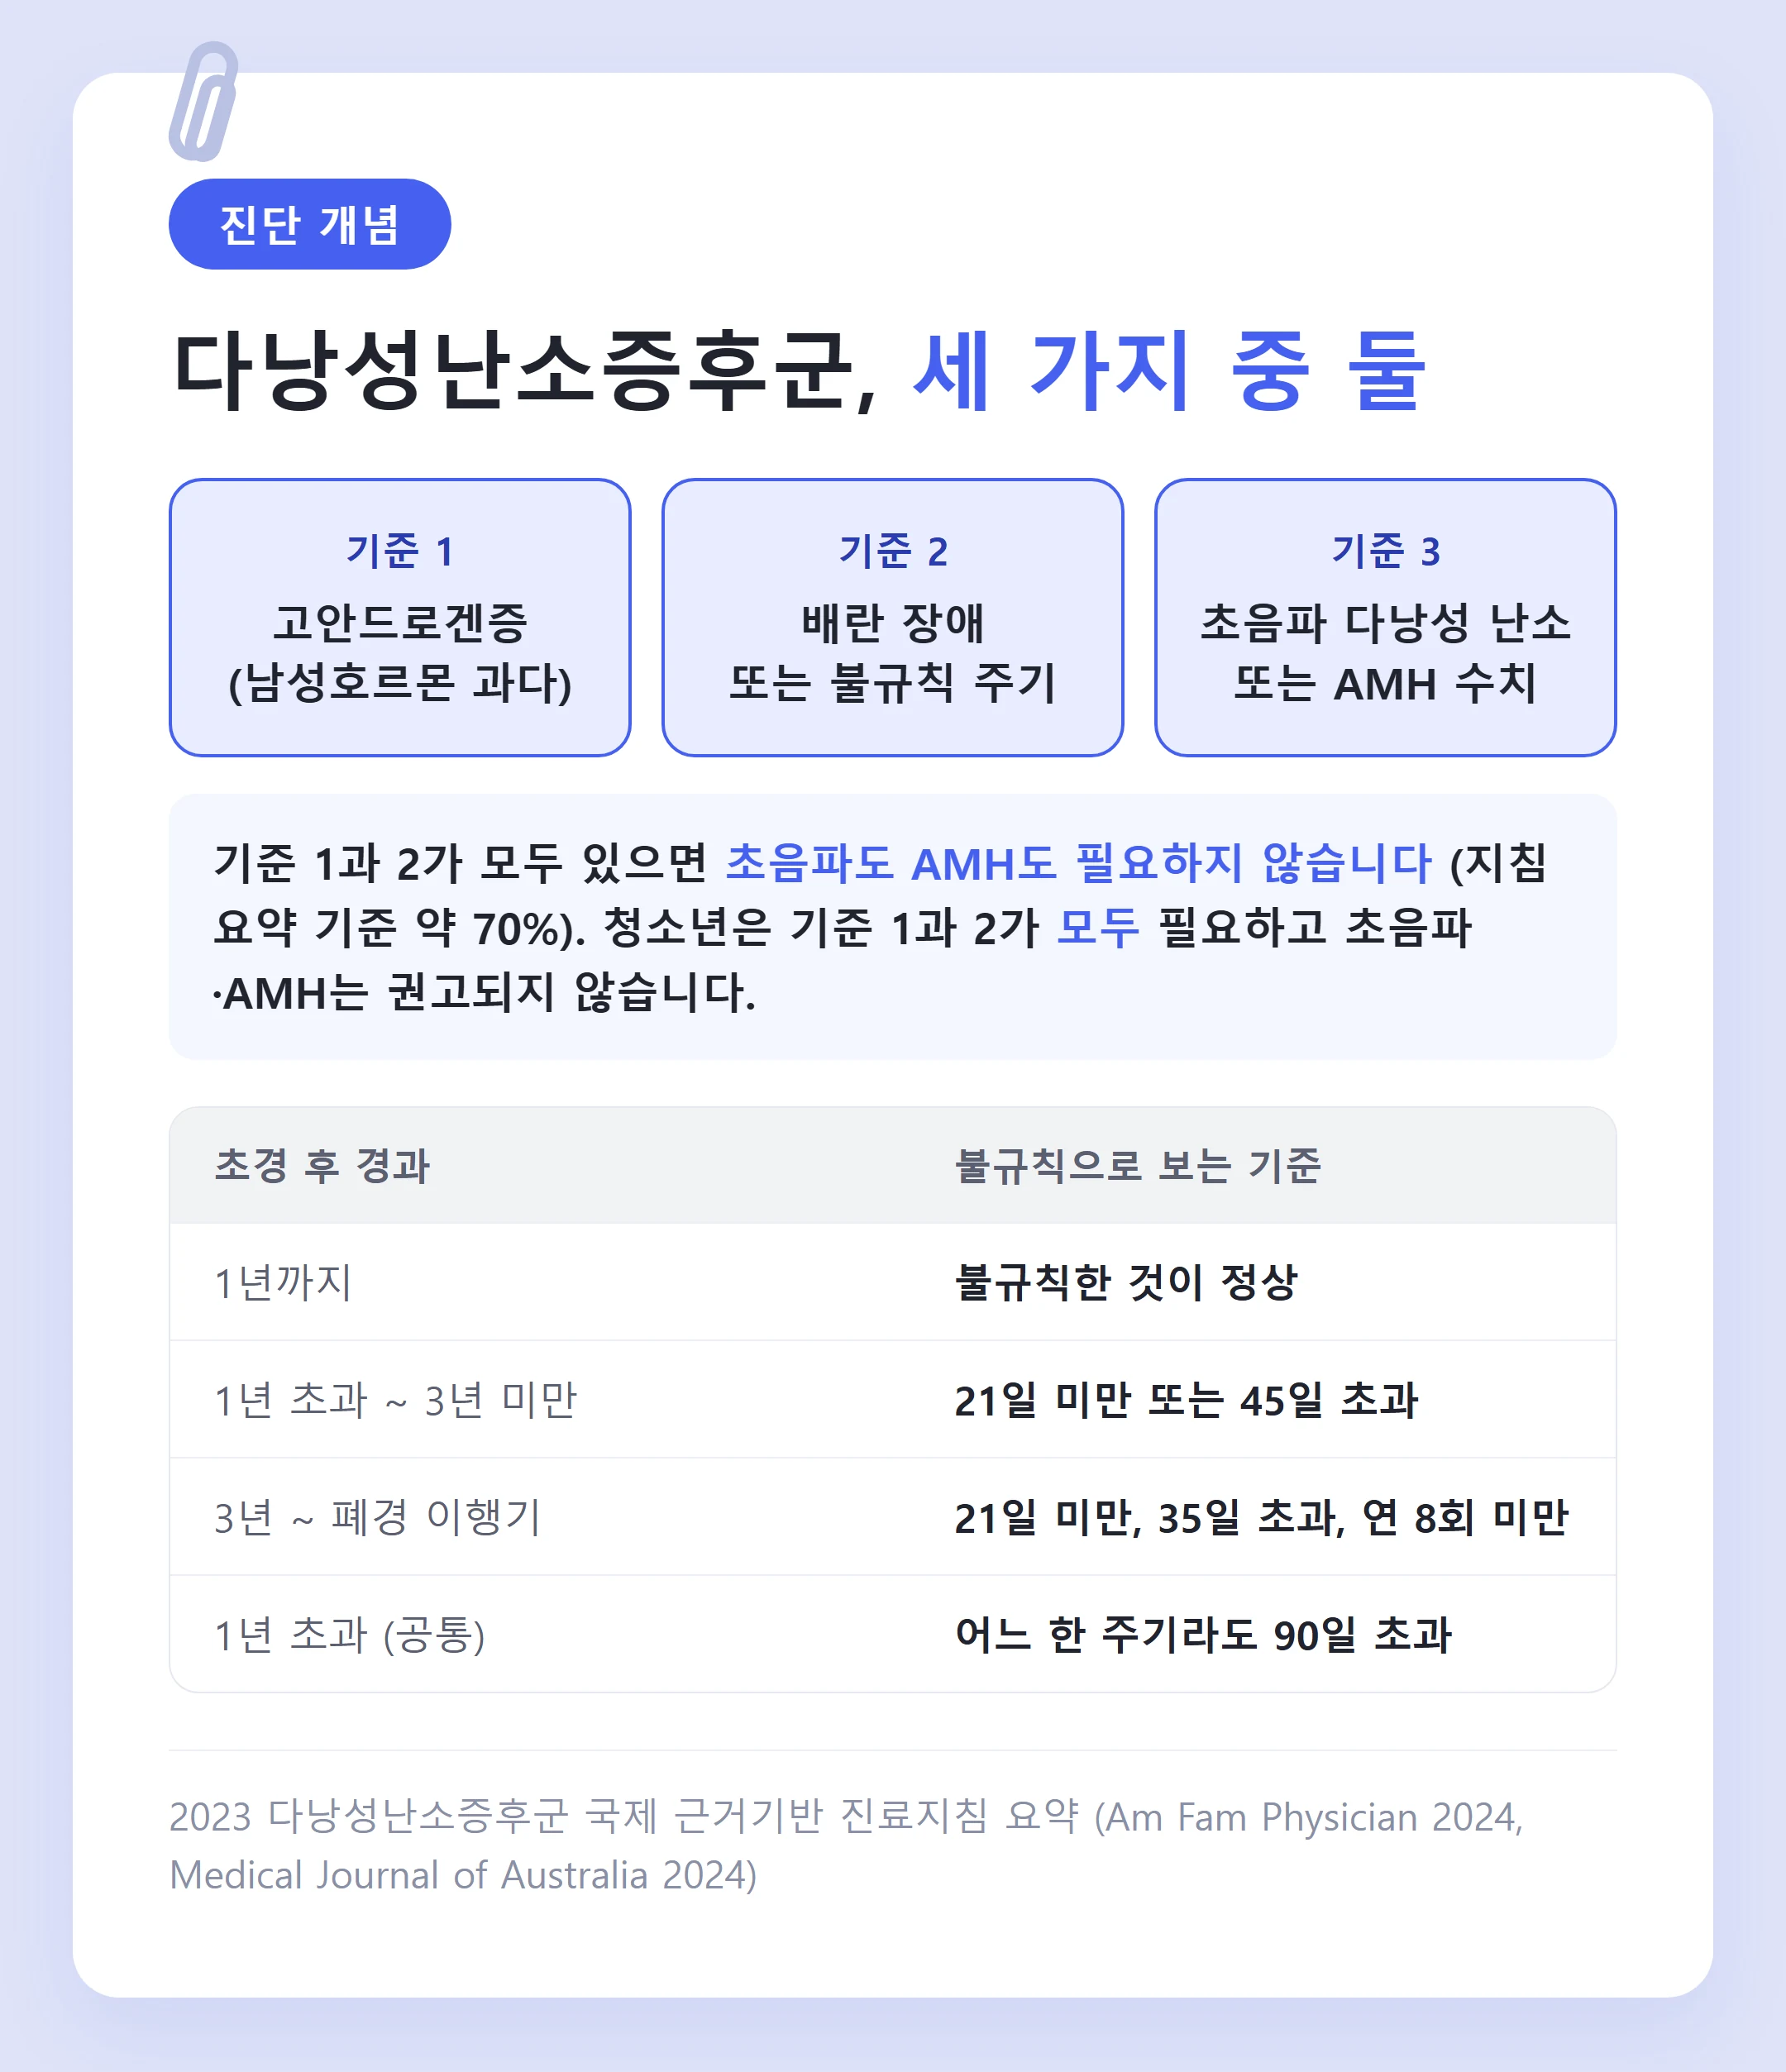 진단 개념
다낭성난소증후군, 세 가지 중 둘
기준 1
고안드로겐증
(남성호르몬 과다)
기준 2
배란 장애
또는 불규칙 주기
기준 3
초음파 다낭성 난소
또는 AMH 수치
기준 1과 2가 모두 있으면 초음파도 AMH도 필요하지 않습니다 (지침
요약 기준 약 70%). 청소년은 기준 1과 2가 모두 필요하고 초음파
·AMH는 권고되지 않습니다.
초경 후 경과 불규칙으로 보는 기준
1년까지 불규칙한 것이 정상
1년 초과 ~ 3년 미만 21일 미만 또는 45일 초과
3년 ~ 폐경 이행기 21일 미만, 35일 초과, 연 8회 미만
1년 초과 (공통) 어느 한 주기라도 90일 초과
2023 다낭성난소증후군 국제 근거기반 진료지침 요약 (Am Fam Physician 2024,
Medical Journal of Australia 2024)